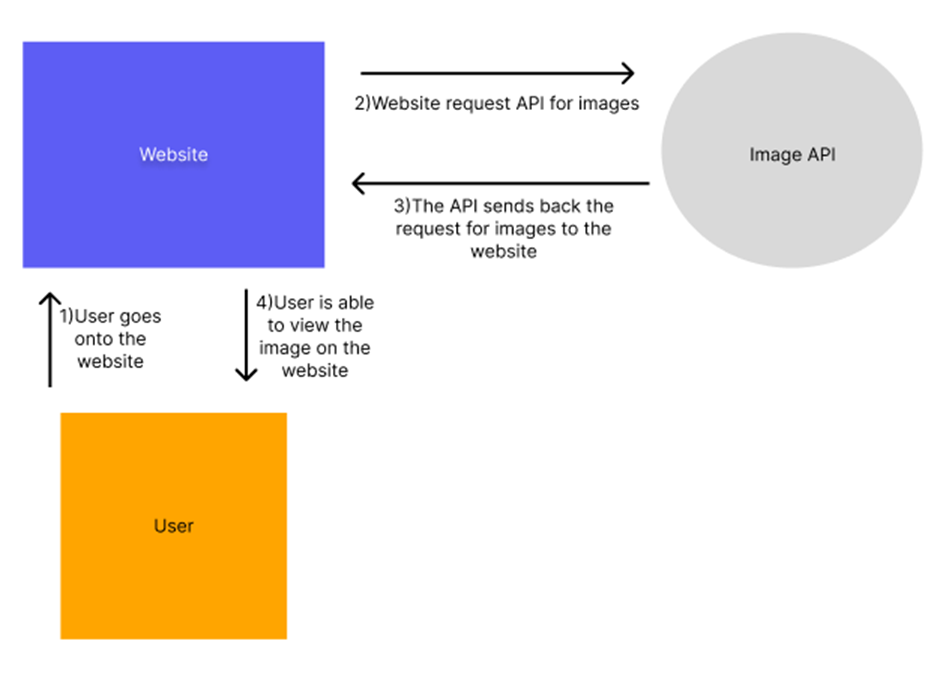 Website
2)Website request API for images
Image API
3)The API sends back the
request for images to the
website
1)User goes
onto the
website
4)User is able
to view the
image on the
website
User